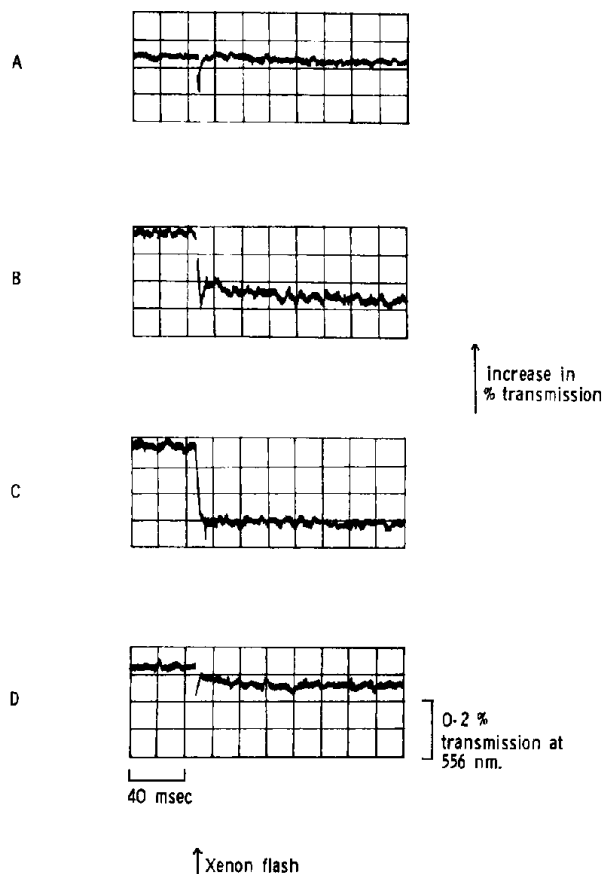 A
B
increase in
% transmission
C
D
0·2 %
transmission at
556 nm.
40 msec
Xenon flash